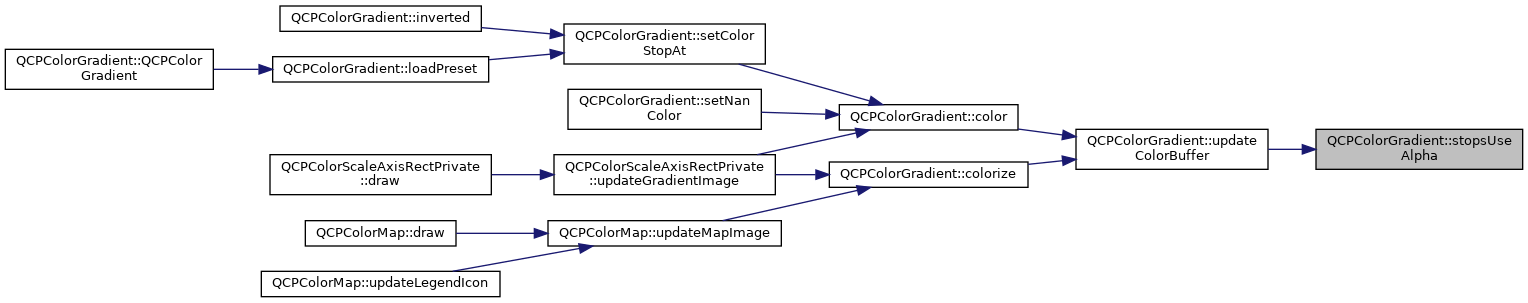 QCPColorGradient::inverted
QCPColorGradient::setColor
StopAt
QCPColorGradient::QCPColor
Gradient
QCPColorGradient::loadPreset
QCPColorGradient::setNan
Color
QCPColorGradient::color
QCPColorGradient::update
ColorBuffer
QCPColorGradient::stopsUse
Alpha
QCPColorScaleAxisRectPrivate
::draw
QCPColorScaleAxisRectPrivate
::updateGradientImage
QCPColorGradient::colorize
QCPColorMap::draw
QCPColorMap::updateMapImage
QCPColorMap::updateLegendIcon